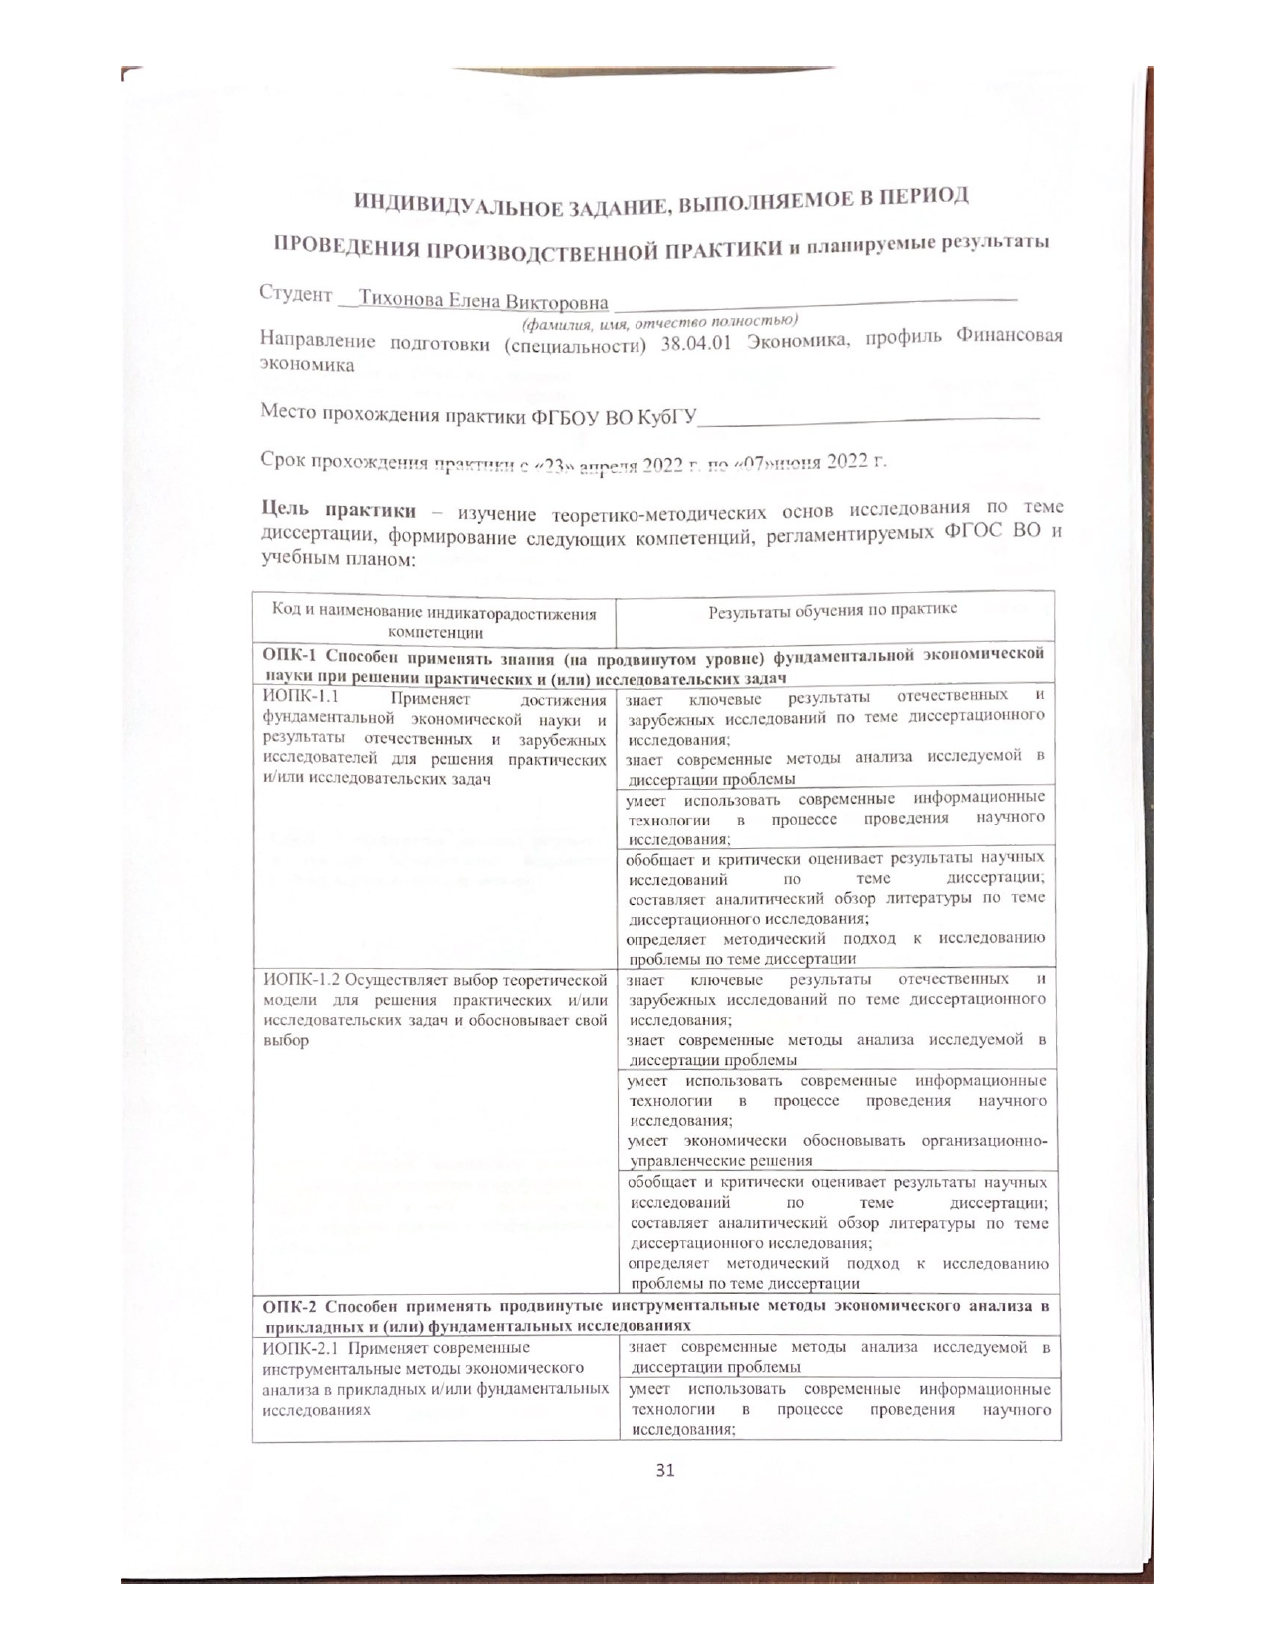 ИНДИВИДУАЛЬНОЕ ЗАДАНИЕ, ВЫПОЛНЯЕМОЕ В ПЕРИОД
ПРОВЕДЕНИЯ ПРОИЗВОДСТВЕННОЙ ПРАКТИКИ и планируемые результаты
Студент __Тихонова Елена Викторовна
(фамилия, имя, отчество полностью)
Направление подготовки (специальности) 38.04.01 Экономика, профиль Финансовая
экономика
Место прохождения практики ФГБОУ ВО КубГУ
Срок прохождения практики с «23» апреля 2022 г. по «07»июня 2022 г.
Цель практики – изучение теоретико-методических основ исследования по теме
диссертации, формирование следующих компетенций, регламентируемых ФГОС ВО и
учебным планом:
Код и наименование индикаторадостижения
компетенции
Результаты обучения по практике
ОПК-1 Способен применять знания (на продвинутом уровне) фундаментальной экономической
науки при решении практических и (или) исследовательских задач
ИОПК-1.1 Применяет достижения
фундаментальной экономической науки и
результаты отечественных и зарубежных
исследователей для решения практических
и/или исследовательских задач
знает ключевые результаты отечественных и
зарубежных исследований по теме диссертационного
исследования;
знает современные методы анализа исследуемой в
диссертации проблемы
умеет использовать современные информационные
технологии в процессе проведения научного
исследования;
обобщает и критически оценивает результаты научных
исследований по теме диссертации;
составляет аналитический обзор литературы по теме
диссертационного исследования;
определяет методический подход к исследованию
проблемы по теме диссертации
ИОПК-1.2 Осуществляет выбор теоретической
модели для решения практических и/или
исследовательских задач и обосновывает свой
выбор
знает ключевые результаты отечественных и
зарубежных исследований по теме диссертационного
исследования;
знает современные методы анализа исследуемой в
диссертации проблемы
умеет использовать современные информационные
технологии в процессе проведения научного
исследования;
умеет экономически обосновывать организационно-
управленческие решения
обобщает и критически оценивает результаты научных
исследований по теме диссертации;
составляет аналитический обзор литературы по теме
диссертационного исследования;
определяет методический подход к исследованию
проблемы по теме диссертации
ОПК-2 Способен применять продвинутые инструментальные методы экономического анализа в
прикладных и (или) фундаментальных исследованиях
ИОПК-2.1 Применяет современные
инструментальные методы экономического
анализа в прикладных и/или фундаментальных
исследованиях
знает современные методы анализа исследуемой в
диссертации проблемы
умеет использовать современные информационные
технологии в процессе проведения научного
исследования;
31